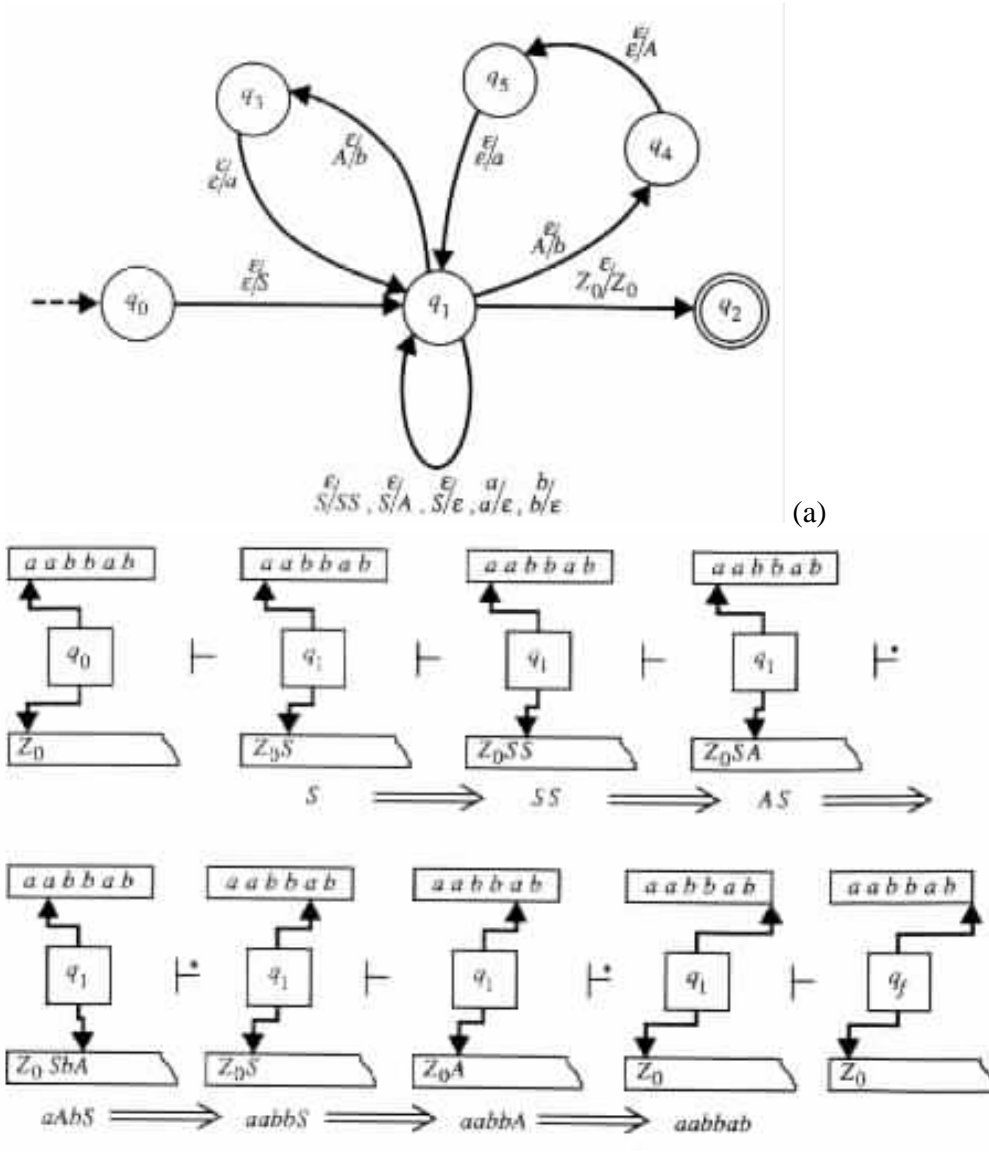 ε/
ε/A
q5
q3
q4
ε/
A/b
ε/
ε/a
ε/
ε/a
ε/
A/b
ε/
ε/S
ε/
Z0/Z0
q0
q1
q2
ε/ ε/ ε/ a/ b/
S/SS , S/A , S/ε , a/ε , b/ε
(a)
a a b b a b a a b b a b a a b b a b a a b b a b
q0 ⊢ q1 ⊢ q1 ⊢ q1 ⊢*
Z0 Z0S Z0SS Z0SA
S ⟹ SS ⟹ AS ⟹
a a b b a b a a b b a b a a b b a b a a b b a b a a b b a b
q1 ⊢* q1 ⊢ q1 ⊢* q1 ⊢ qf
Z0 SbA Z0S Z0A Z0 Z0
aAbS ⟹ aabbS ⟹ aabbA ⟹ aabbab